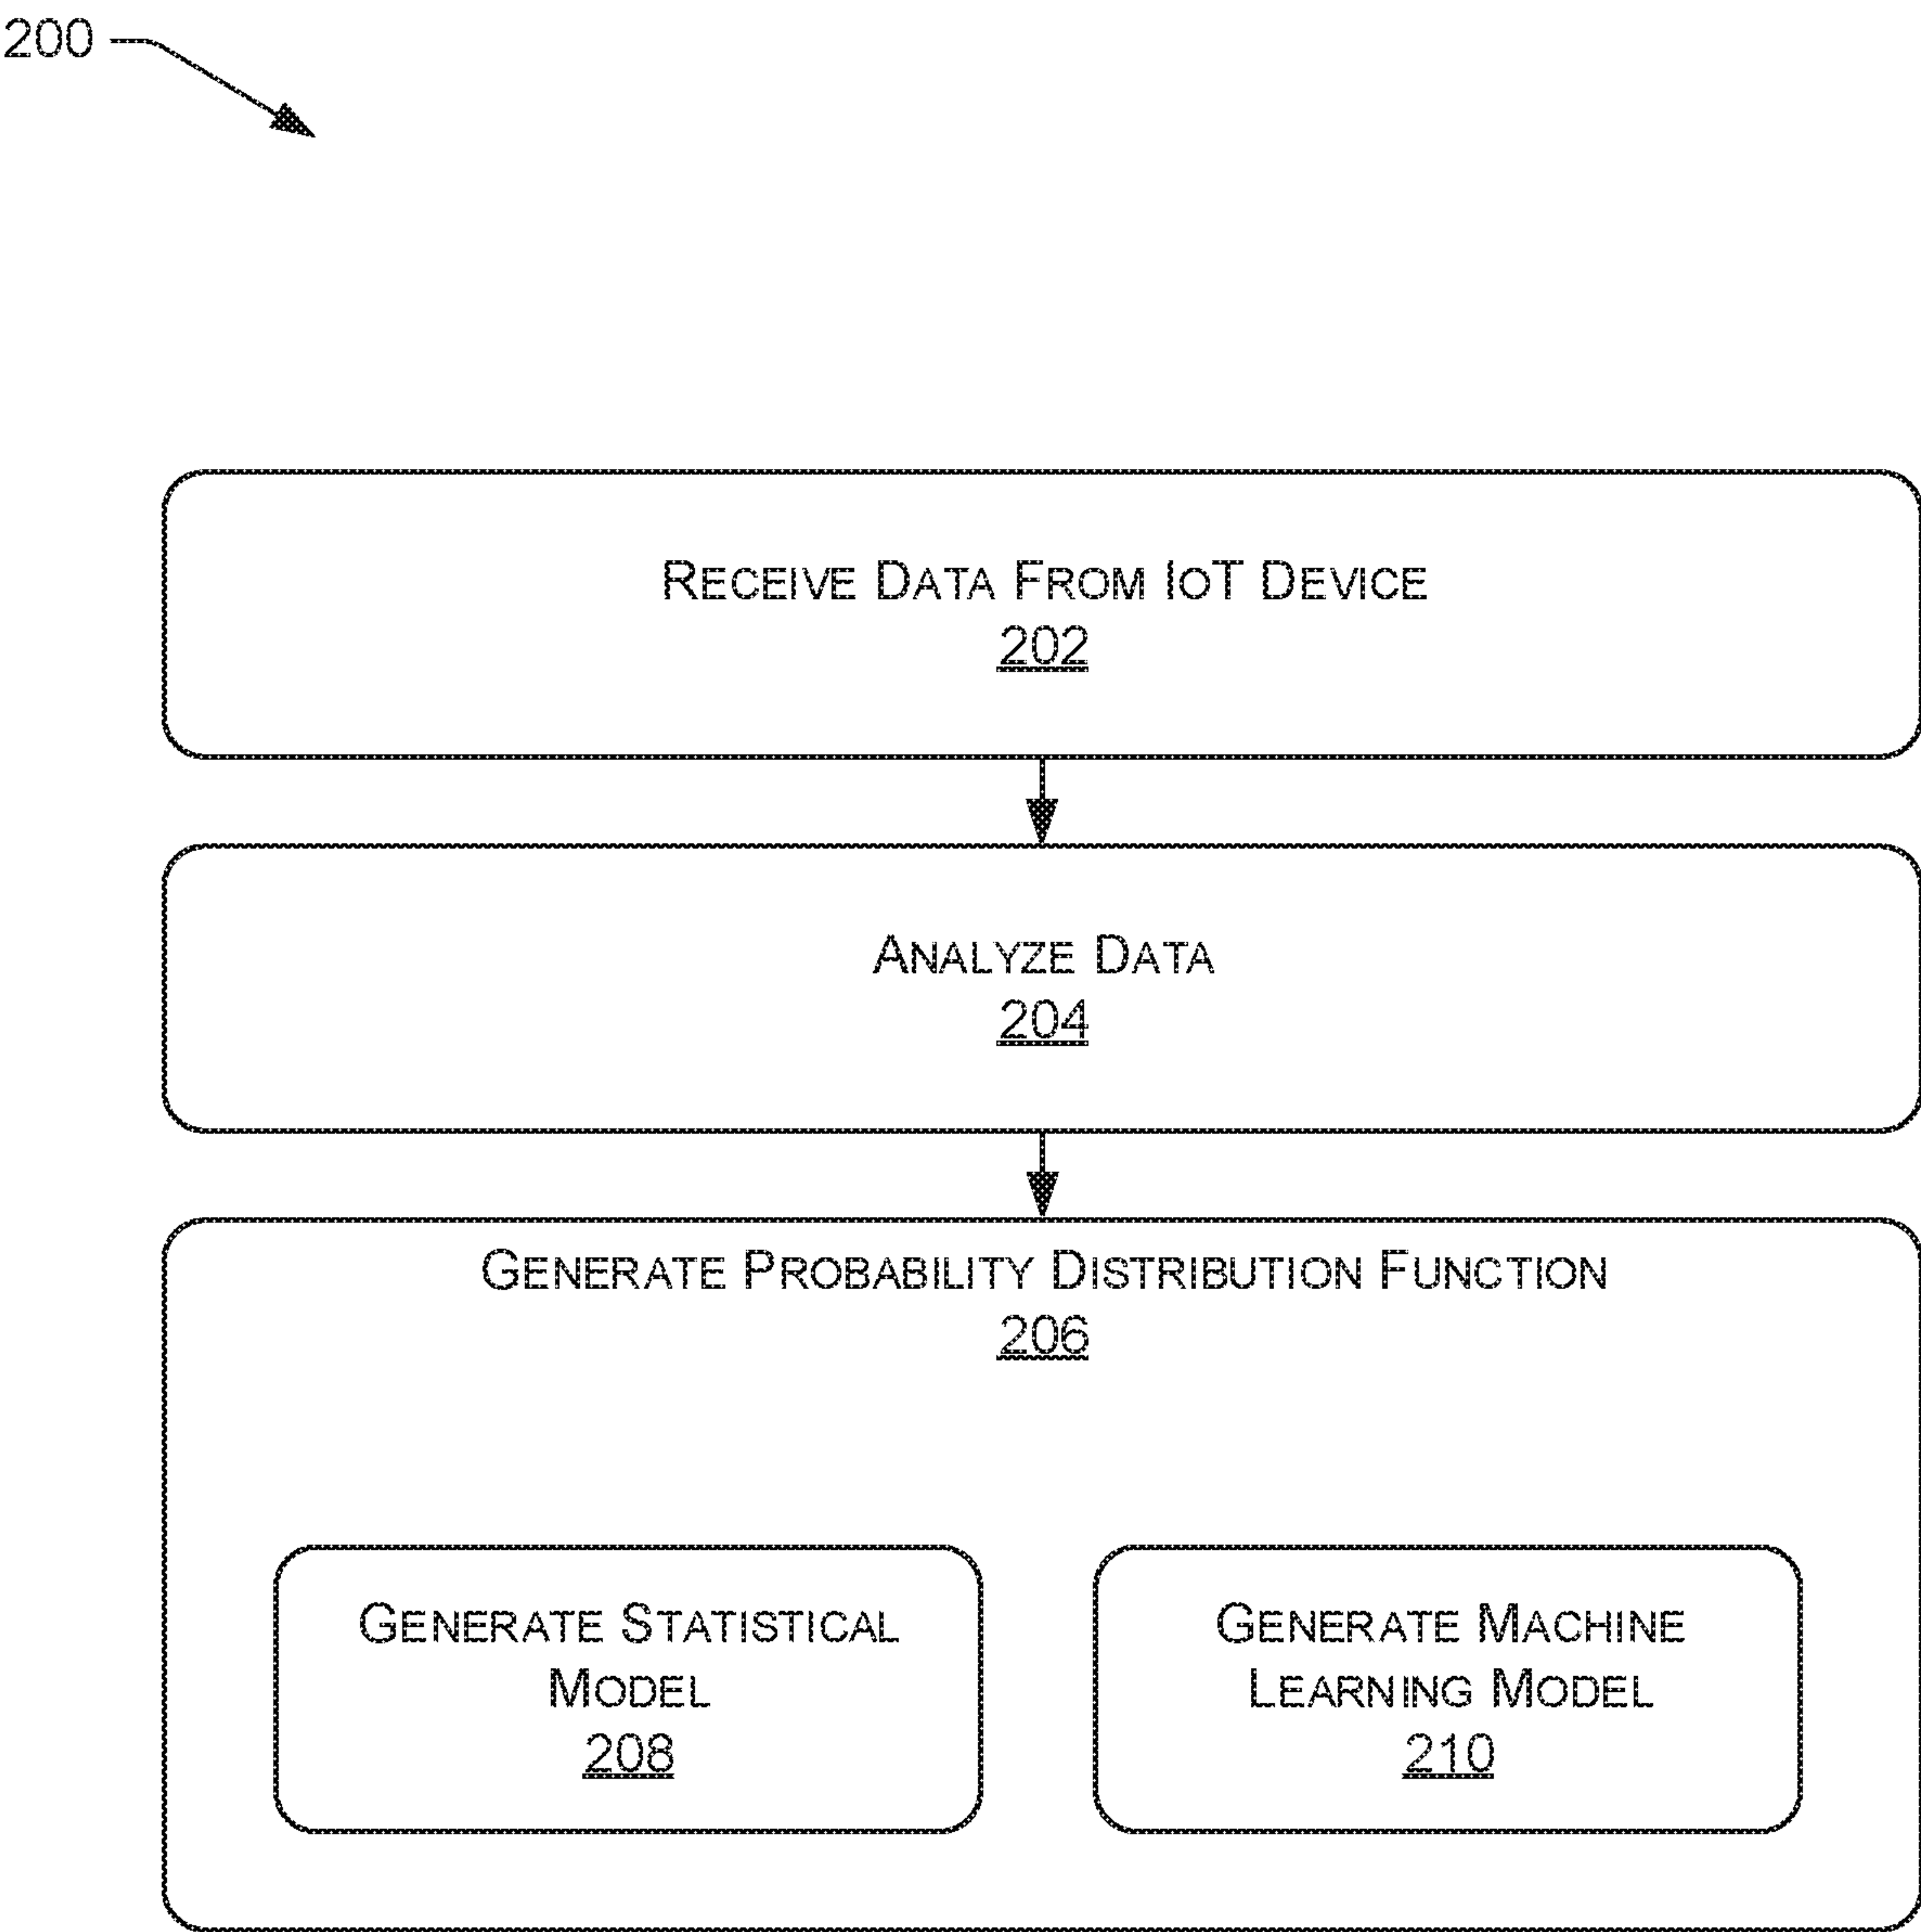 200
RECEIVE DATA FROM IOT DEVICE
202
ANALYZE DATA
204
GENERATE PROBABILITY DISTRIBUTION FUNCTION
206
GENERATE STATISTICAL
MODEL
208
GENERATE MACHINE
LEARNING MODEL
210